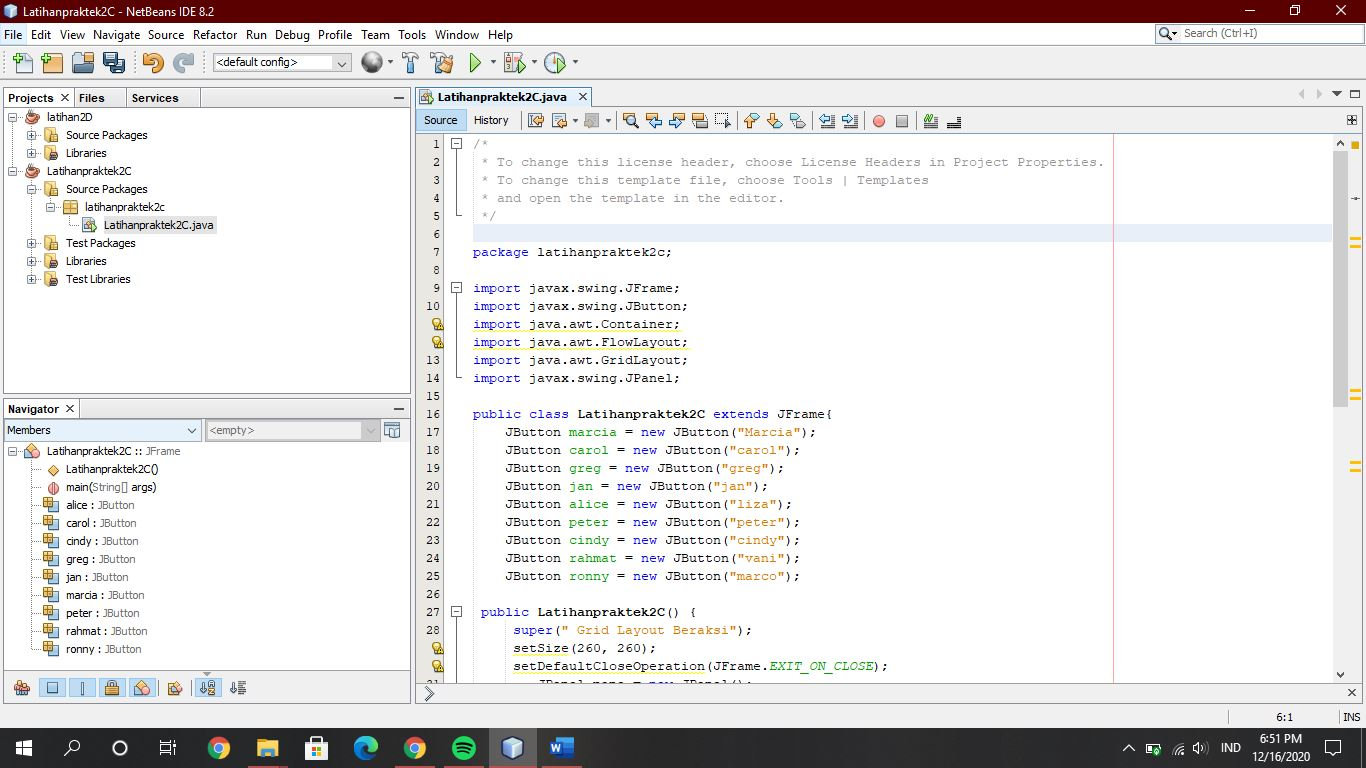 Latihanpraktek2C - NetBeans IDE 8.2
File Edit View Navigate Source Refactor Run Debug Profile Team Tools Window Help
Search (Ctrl+I)
<default config>
Projects Files Services
latihan2D
Source Packages
Libraries
Latihanpraktek2C
Source Packages
latihanpraktek2c
Latihanpraktek2C.java
Test Packages
Libraries
Test Libraries
Navigator
Members
<empty>
Latihanpraktek2C :: JFrame
Latihanpraktek2C()
main(String[] args)
alice : JButton
carol : JButton
cindy : JButton
greg : JButton
jan : JButton
marcia : JButton
peter : JButton
rahmat : JButton
ronny : JButton
Latihanpraktek2C.java
Source History
1 /*
2 * To change this license header, choose License Headers in Project Properties.
3 * To change this template file, choose Tools | Templates
4 * and open the template in the editor.
5 */
6
7 package latihanpraktek2c;
8
9 import javax.swing.JFrame;
10 import javax.swing.JButton;
import java.awt.Container;
import java.awt.FlowLayout;
13 import java.awt.GridLayout;
14 import javax.swing.JPanel;
15
16 public class Latihanpraktek2C extends JFrame{
17 JButton marcia = new JButton("Marcia");
18 JButton carol = new JButton("carol");
19 JButton greg = new JButton("greg");
20 JButton jan = new JButton("jan");
21 JButton alice = new JButton("liza");
22 JButton peter = new JButton("peter");
23 JButton cindy = new JButton("cindy");
24 JButton rahmat = new JButton("vani");
25 JButton ronny = new JButton("marco");
26
27 public Latihanpraktek2C() {
28 super(" Grid Layout Beraksi");
setSize(260, 260);
setDefaultCloseOperation(JFrame.EXIT_ON_CLOSE);
6:1 INS
IND
6:51 PM
12/16/2020